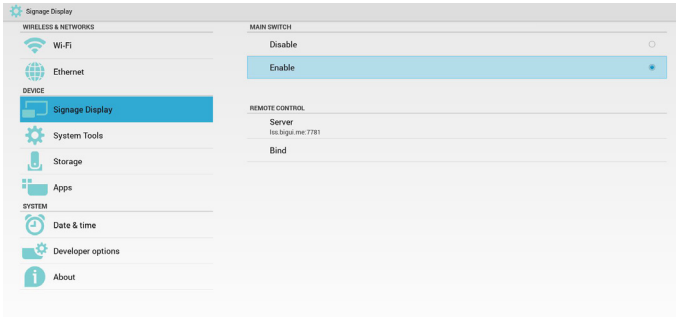 Signage Display
WIRELESS & NETWORKS
Wi-Fi
Ethernet
DEVICE
Signage Display
System Tools
Storage
Apps
SYSTEM
Date & time
Developer options
About
MAIN SWITCH
Disable
Enable
REMOTE CONTROL
Server
lss.bigui.me:7781
Bind